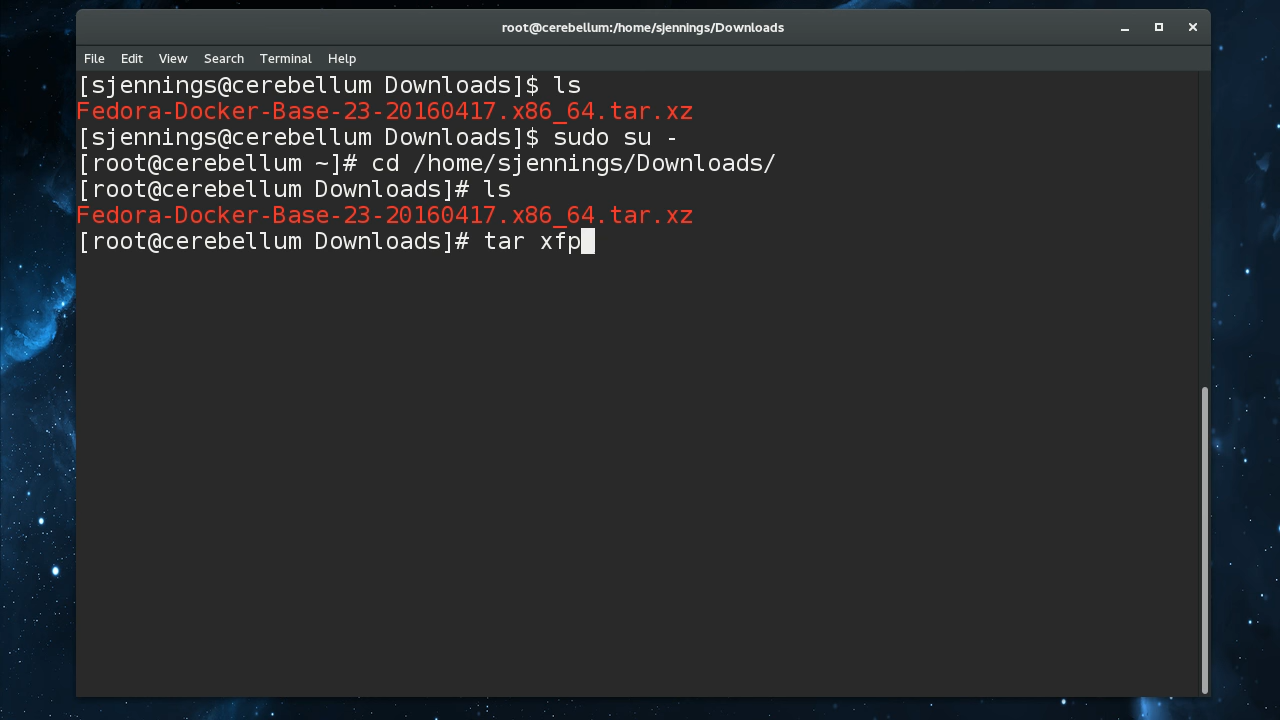 root@cerebellum:/home/sjennings/Downloads
File Edit View Search Terminal Help
[sjennings@cerebellum Downloads]$ ls
Fedora-Docker-Base-23-20160417.x86_64.tar.xz
[sjennings@cerebellum Downloads]$ sudo su -
[root@cerebellum ~]# cd /home/sjennings/Downloads/
[root@cerebellum Downloads]# ls
Fedora-Docker-Base-23-20160417.x86_64.tar.xz
[root@cerebellum Downloads]# tar xfp